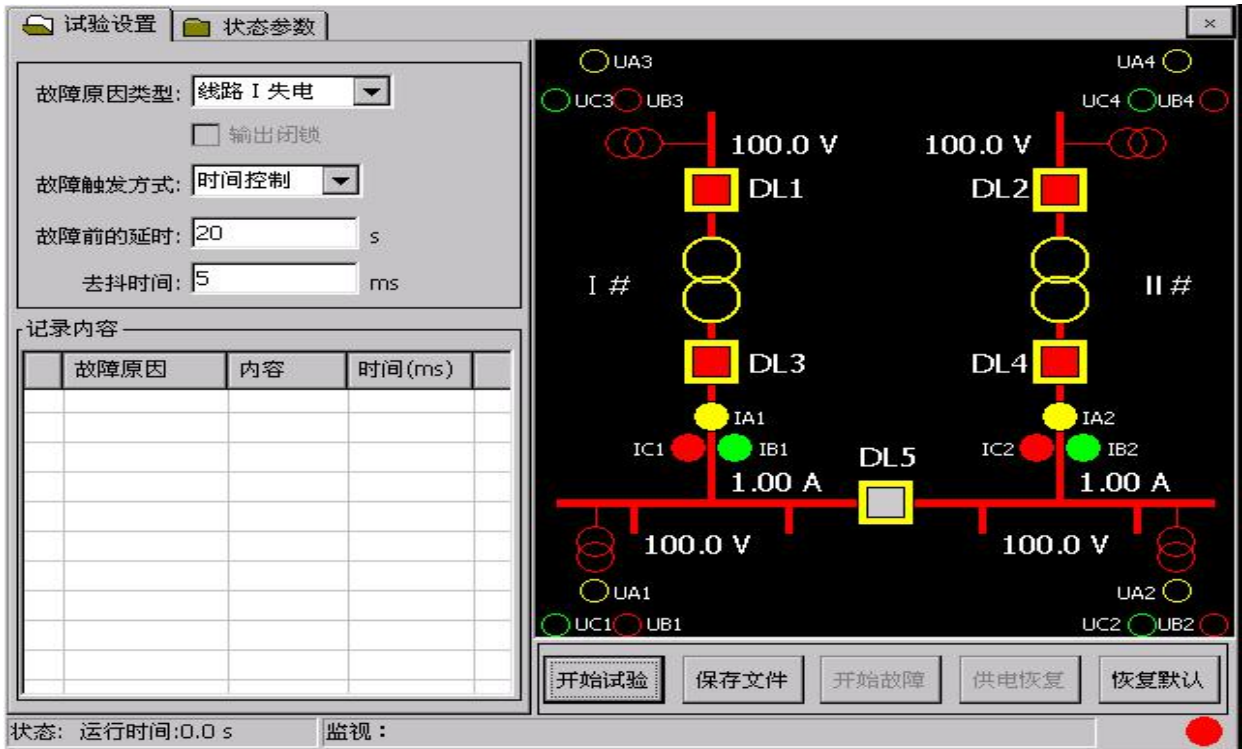 试验设置 状态参数 ×
故障原因类型: 线路 I 失电
输出闭锁
故障触发方式: 时间控制
故障前的延时: 20 s
去抖时间: 5 ms
记录内容
故障原因 内容 时间(ms)
UA3 UA4
UC3 UB3 UC4 UB4
100.0 V 100.0 V
DL1 DL2
I # II #
DL3 DL4
IA1 IA2
IC1 IB1 IC2 IB2
DL5
1.00 A 1.00 A
100.0 V 100.0 V
UA1 UA2
UC1 UB1 UC2 UB2
开始试验 保存文件 开始故障 供电恢复 恢复默认
状态: 运行时间:0.0 s 监视：